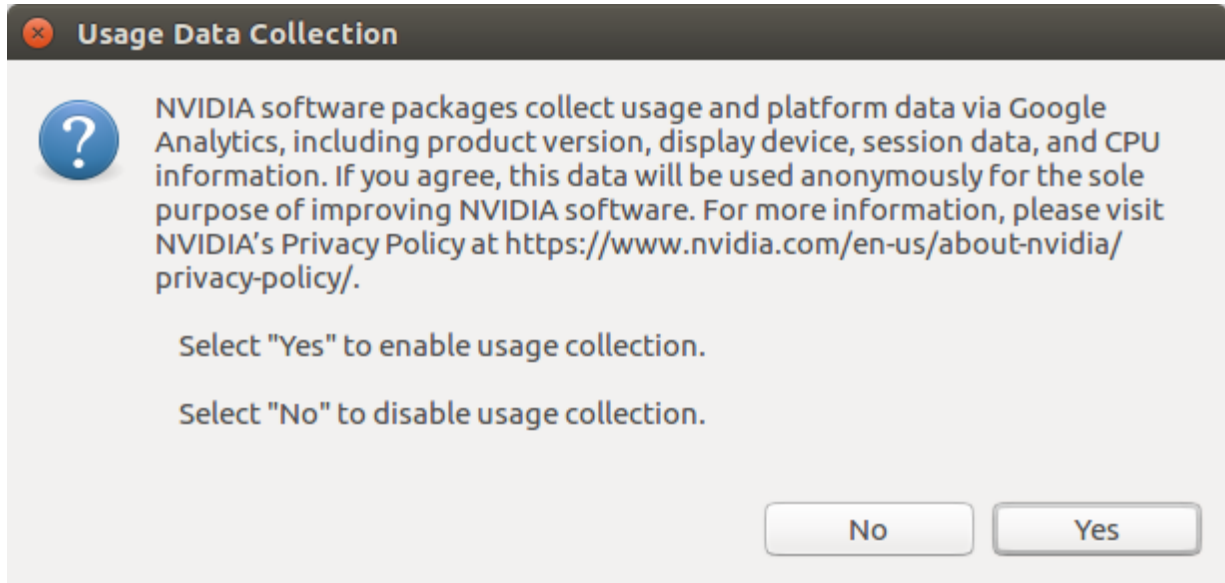 Usage Data Collection
NVIDIA software packages collect usage and platform data via Google
Analytics, including product version, display device, session data, and CPU
information. If you agree, this data will be used anonymously for the sole
purpose of improving NVIDIA software. For more information, please visit
NVIDIA’s Privacy Policy at https://www.nvidia.com/en-us/about-nvidia/
privacy-policy/.
Select "Yes" to enable usage collection.
Select "No" to disable usage collection.
No
Yes